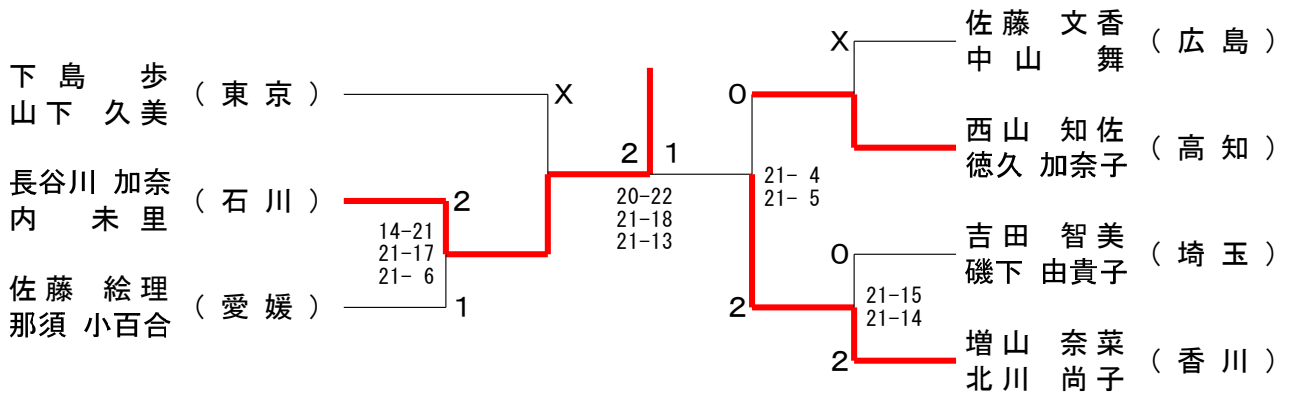 下島　歩
山下　久美
（東京）
X
長谷川 加奈
内　未里
（石川）
2
14-21
21-17
21- 6
佐藤　絵理
那須 小百合
（愛媛）
1
2 1
20-22
21-18
21-13
佐藤　文香
中山　舞
（広島）
X
0
西山　知佐
徳久 加奈子
（高知）
21- 4
21- 5
吉田　智美
磯下 由貴子
（埼玉）
0
21-15
21-14
2
増山　奈菜
北川　尚子
（香川）
2